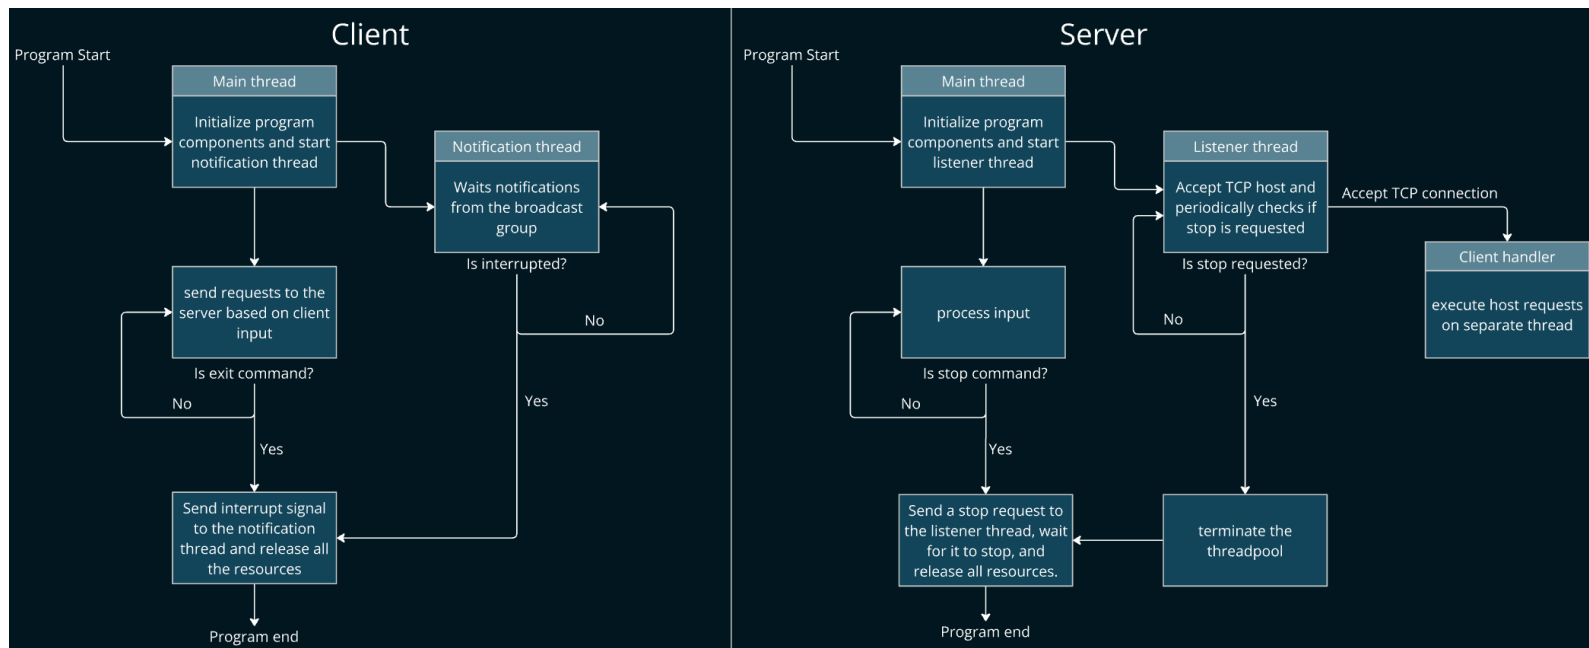 Client
Program Start
Main thread
Initialize program
components and start
notification thread
Notification thread
Waits notifications
from the broadcast
group
Is interrupted?
No
Yes
send requests to the
server based on client
input
Is exit command?
No
Yes
Send interrupt signal
to the notification
thread and release all
the resources
Program end
Server
Program Start
Main thread
Initialize program
components and start
listener thread
Listener thread
Accept TCP host and
periodically checks if
stop is requested
Accept TCP connection
Client handler
execute host requests
on separate thread
Is stop requested?
No
Yes
process input
Is stop command?
No
Yes
Send a stop request to
the listener thread, wait
for it to stop, and
release all resources.
terminate the
threadpool
Program end